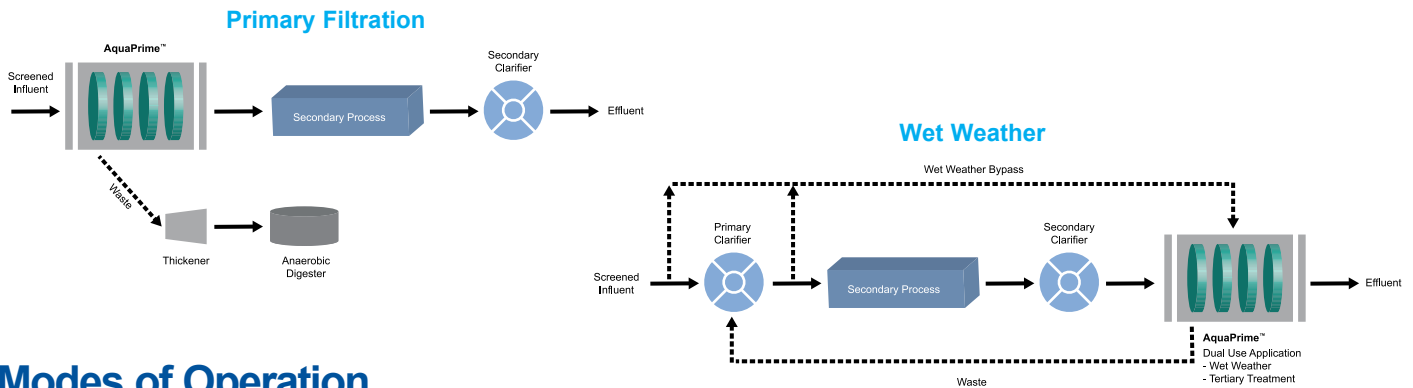 Primary Filtration
AquaPrime™
Screened
Influent
Secondary Process
Secondary
Clarifier
Effluent
Waste
Thickener
Anaerobic
Digester
Wet Weather
Wet Weather Bypass
Screened
Influent
Primary
Clarifier
Secondary Process
Secondary
Clarifier
Effluent
AquaPrime™
Dual Use Application
- Wet Weather
- Tertiary Treatment
Waste
Modes of Operation